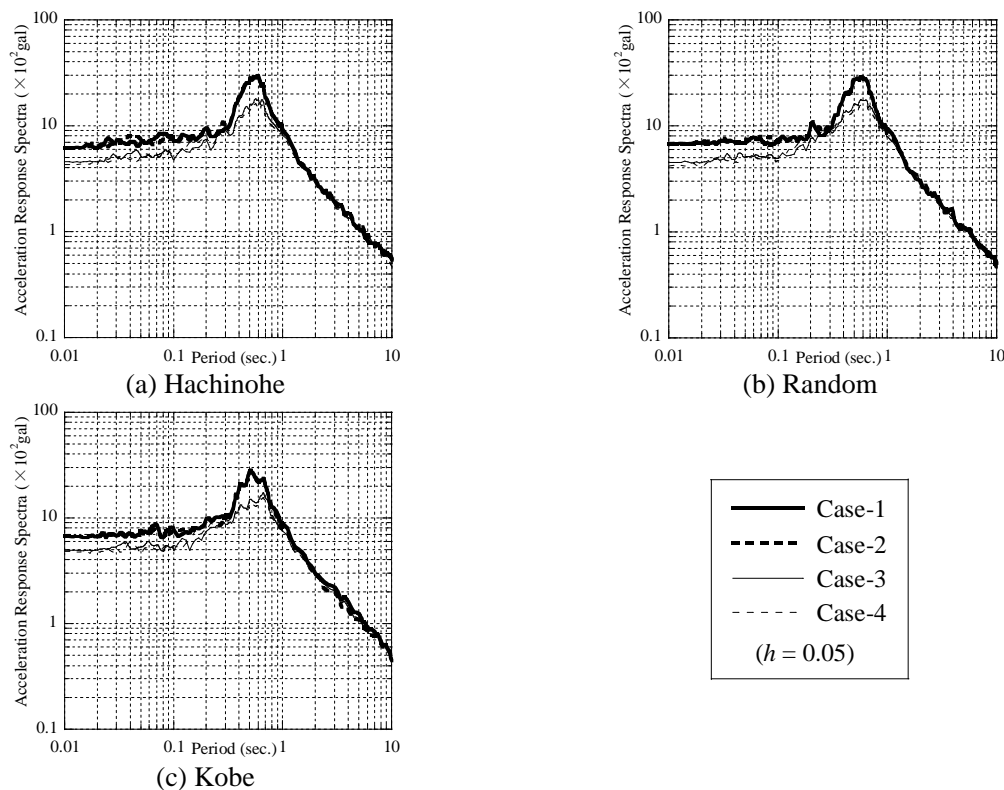 Acceleration Response Spectra (×10²gal)
100
10
1
0.1
0.01
0.1
Period (sec.)
1
10
(a) Hachinohe
Acceleration Response Spectra (×10²gal)
100
10
1
0.1
0.01
0.1
Period (sec.)
1
10
(b) Random
Acceleration Response Spectra (×10²gal)
100
10
1
0.1
0.01
0.1
Period (sec.)
1
10
(c) Kobe
Case-1
Case-2
Case-3
Case-4
(h = 0.05)